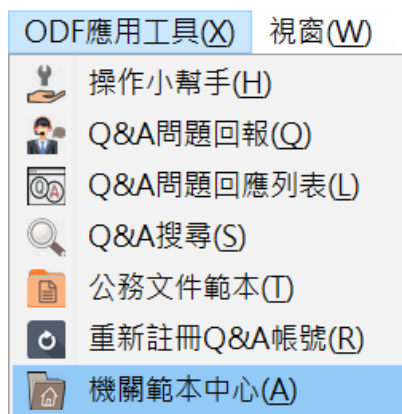 ODF應用工具(X) 視窗(W)
操作小幫手(H)
Q&A問題回報(Q)
Q&A問題回應列表(L)
Q&A搜尋(S)
公務文件範本(T)
重新註冊Q&A帳號(R)
機關範本中心(A)